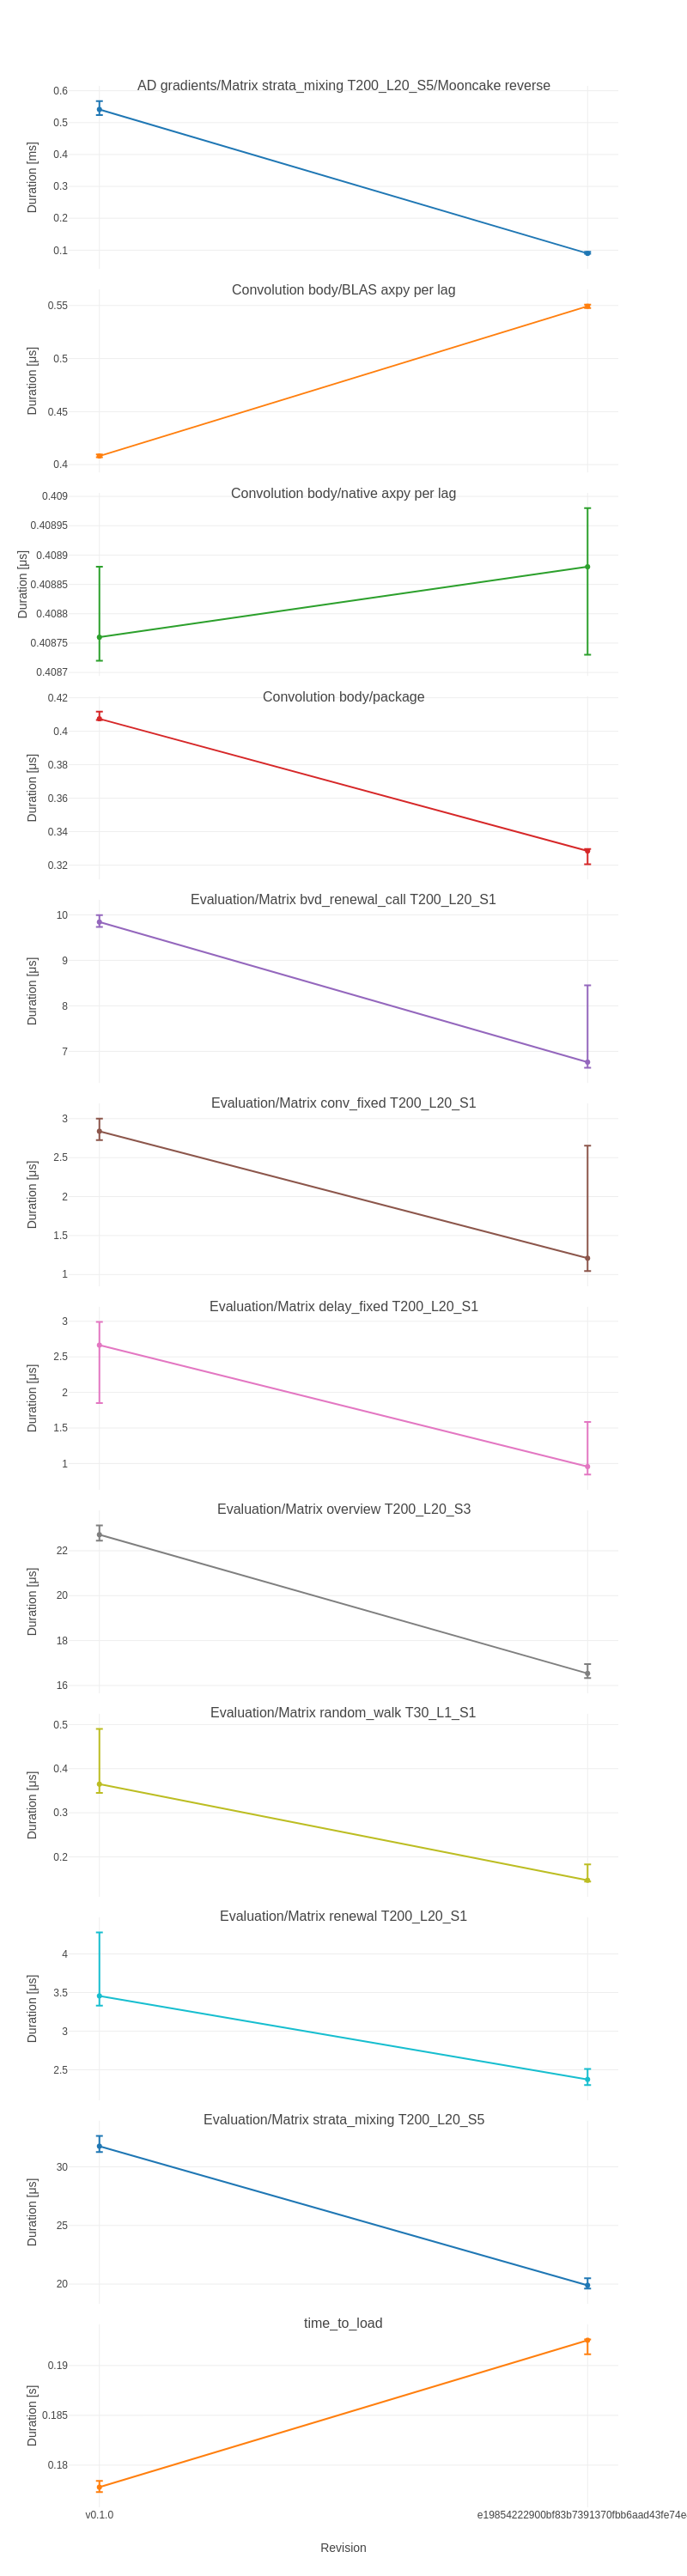 AD gradients/Matrix strata_mixing T200_L20_S5/Mooncake reverse
0.6
0.5
0.4
0.3
0.2
0.1
Duration [ms]
Convolution body/BLAS axpy per lag
0.55
0.5
0.45
0.4
Duration [μs]
Convolution body/native axpy per lag
0.409
0.40895
0.4089
0.40885
0.4088
0.40875
0.4087
Duration [μs]
Convolution body/package
0.42
0.4
0.38
0.36
0.34
0.32
Duration [μs]
Evaluation/Matrix bvd_renewal_call T200_L20_S1
10
9
8
7
Duration [μs]
Evaluation/Matrix conv_fixed T200_L20_S1
3
2.5
2
1.5
1
Duration [μs]
Evaluation/Matrix delay_fixed T200_L20_S1
3
2.5
2
1.5
1
Duration [μs]
Evaluation/Matrix overview T200_L20_S3
22
20
18
16
Duration [μs]
Evaluation/Matrix random_walk T30_L1_S1
0.5
0.4
0.3
0.2
Duration [μs]
Evaluation/Matrix renewal T200_L20_S1
4
3.5
3
2.5
Duration [μs]
Evaluation/Matrix strata_mixing T200_L20_S5
30
25
20
Duration [μs]
time_to_load
0.19
0.185
0.18
Duration [s]
v0.1.0
e19854222900bf83b7391370fbb6aad43fe74e
Revision